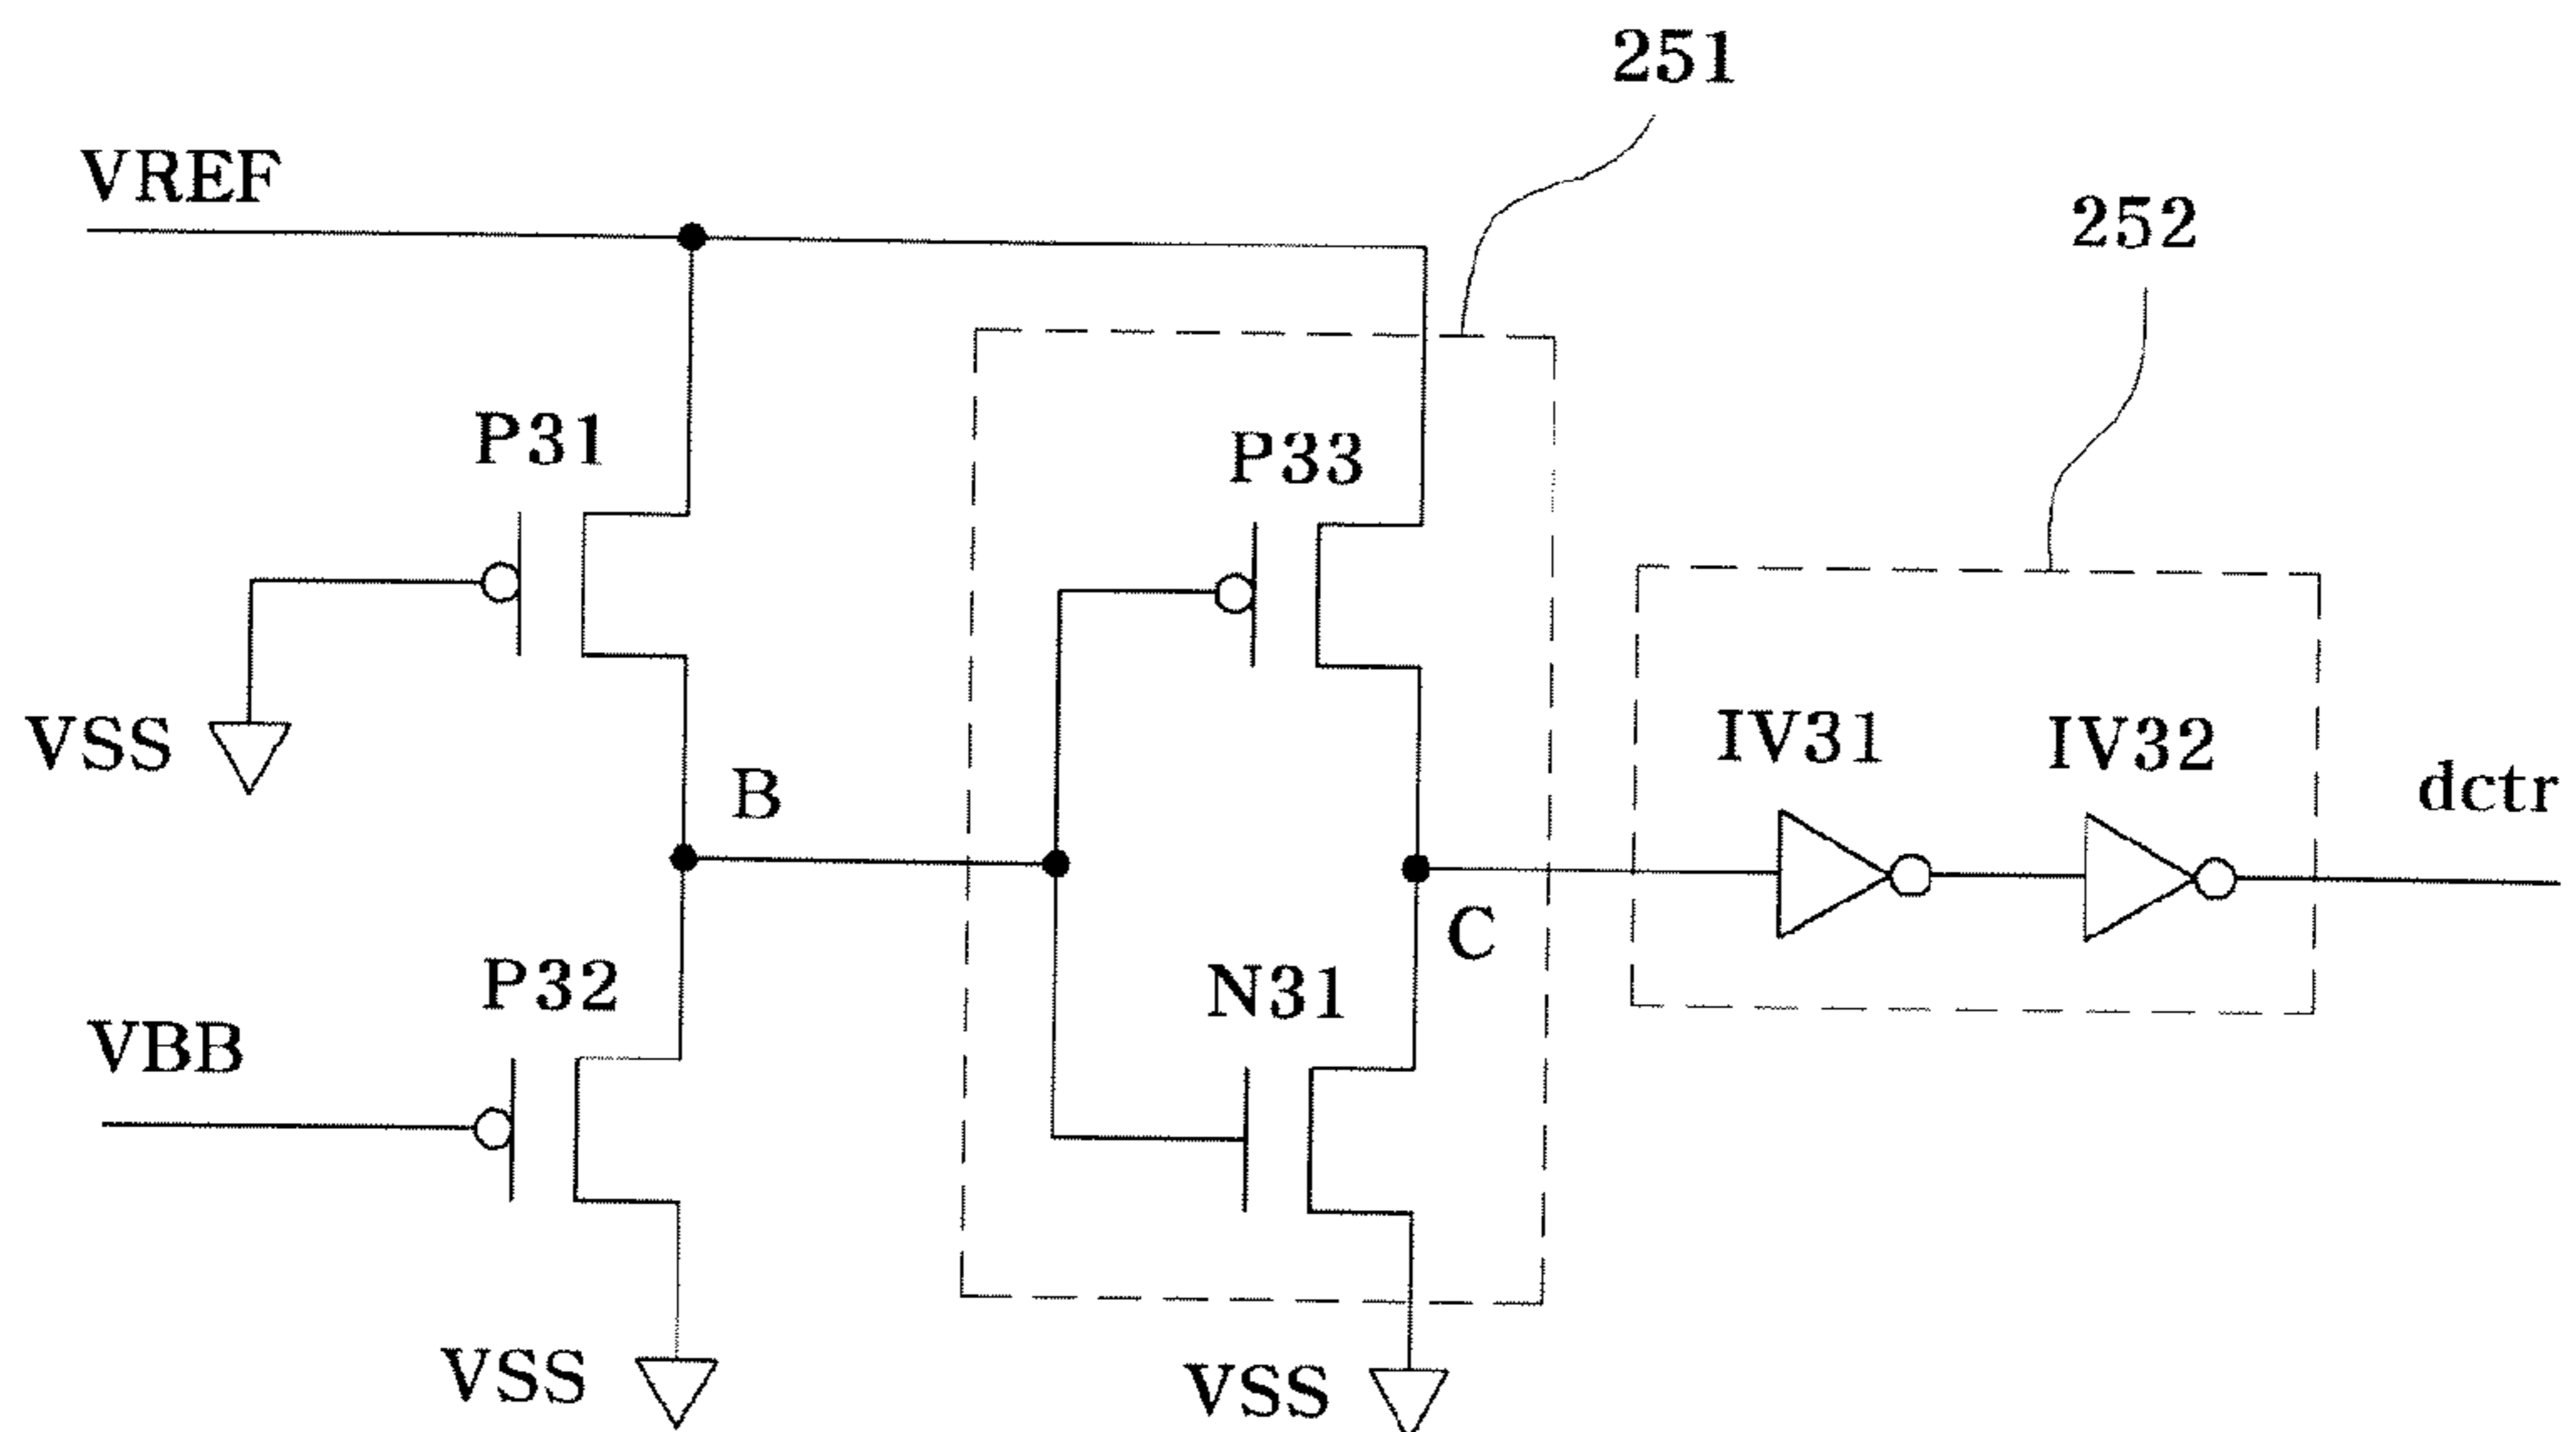 251
VREF
252
P31
P33
VSS
IV31
IV32
dctr
B
C
P32
N31
VBB
VSS
VSS